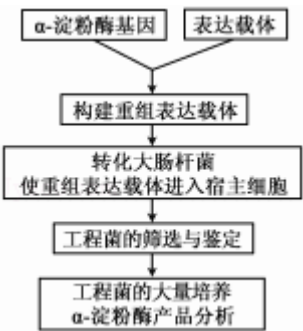 α-淀粉酶基因
表达载体
构建重组表达载体
转化大肠杆菌
使重组表达载体进入宿主细胞
工程菌的筛选与鉴定
工程菌的大量培养
α-淀粉酶产品分析